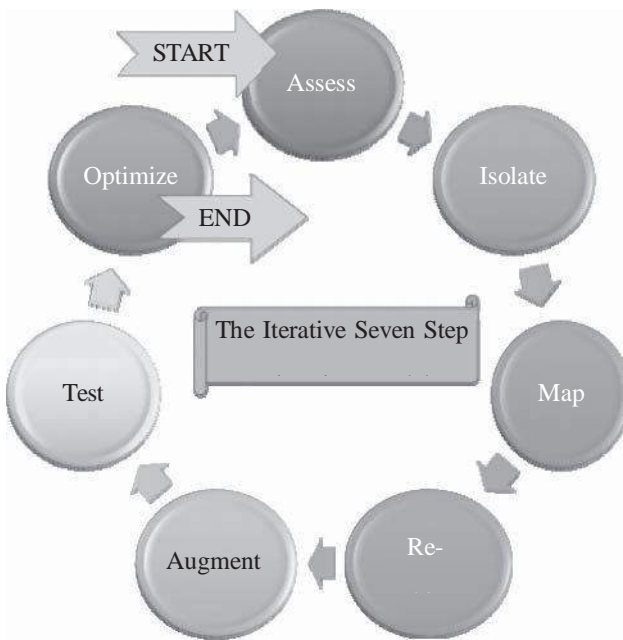 START
Assess
Isolate
Map
Re-
Augment
Test
Optimize
END
The Iterative Seven Step